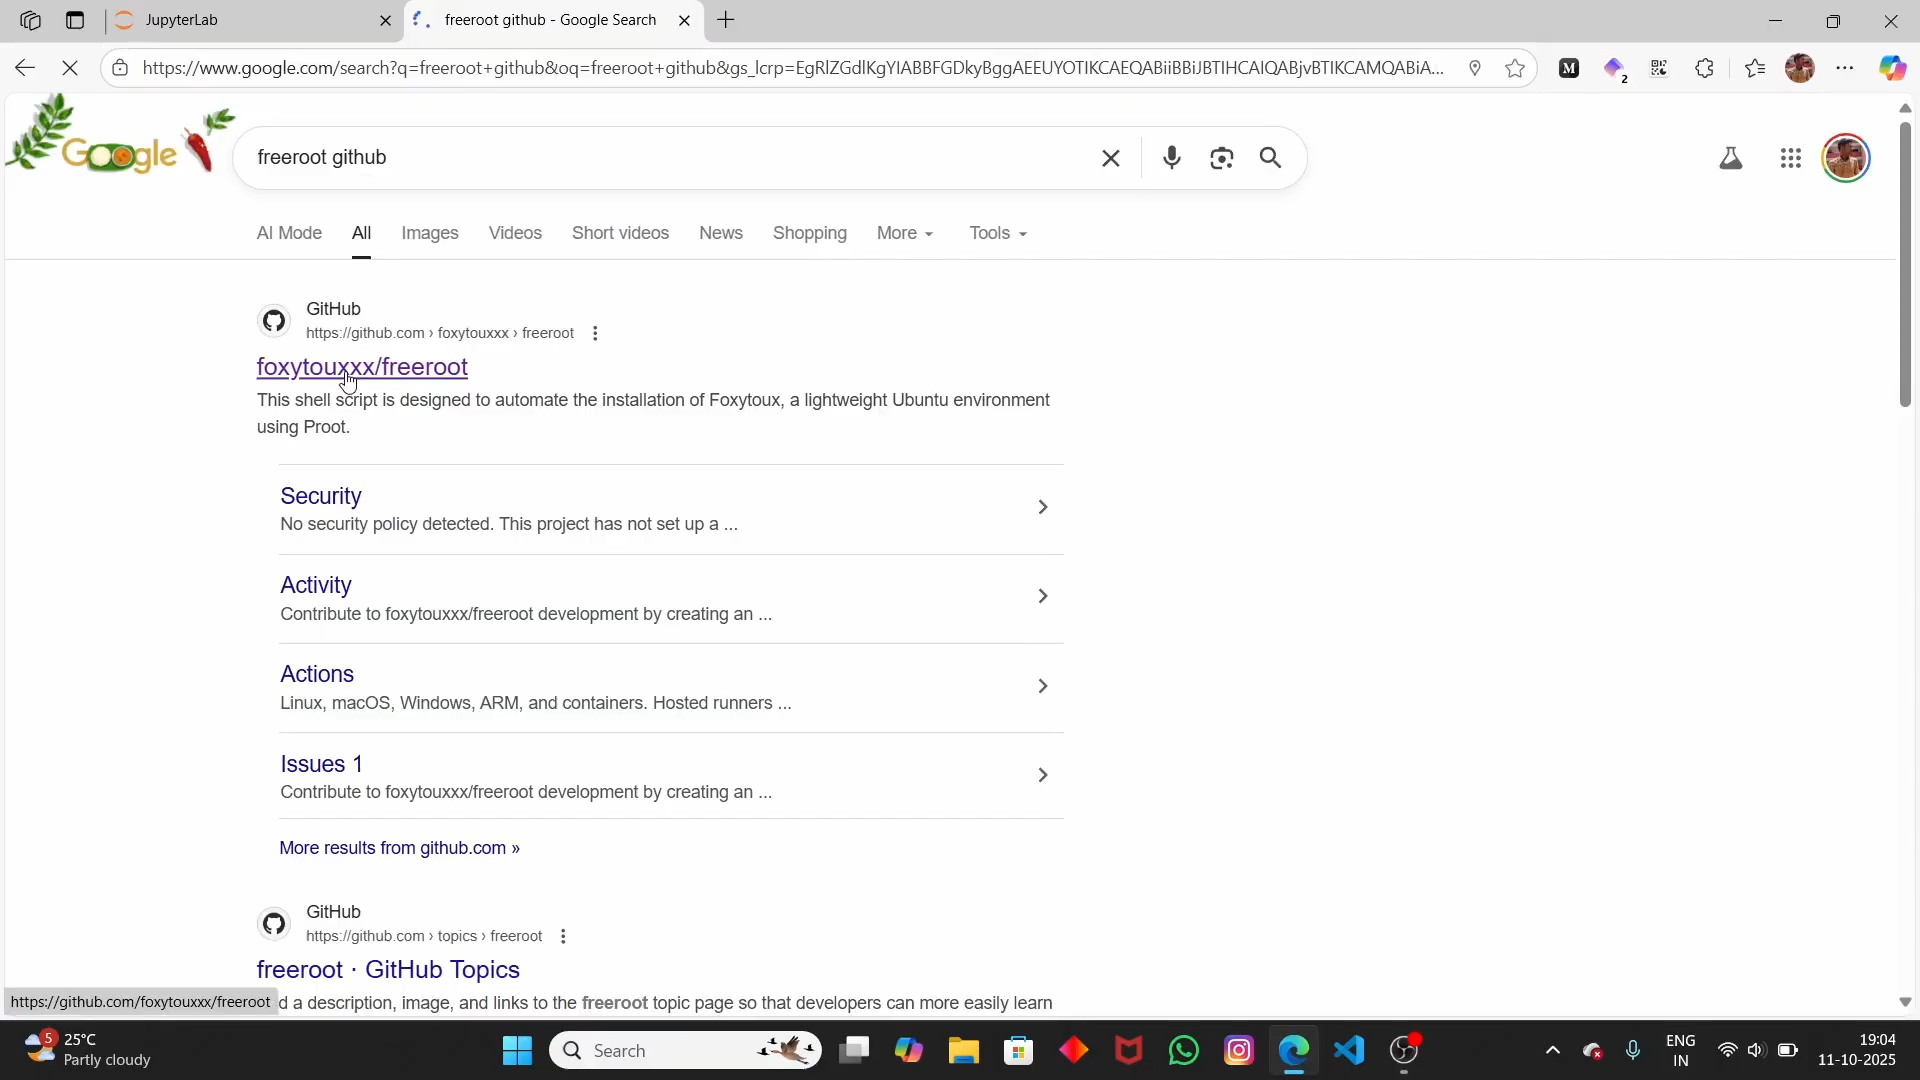 JupyterLab
freeroot github - Google Search
https://www.google.com/search?q=freeroot+github&oq=freeroot+github&gs_lcrp=EgRlZGdlKgYIABBFGDkyBggAEEUYOTIKCAEQABiiBBiJBTIHCAIQABjvBTIKCAMQABiA...
M
2
Google
freeroot github
AI Mode
All
Images
Videos
Short videos
News
Shopping
More
Tools
GitHub
https://github.com › foxytouxxx › freeroot
foxytouxxx/freeroot
This shell script is designed to automate the installation of Foxytoux, a lightweight Ubuntu environment
using Proot.
Security
No security policy detected. This project has not set up a ...
Activity
Contribute to foxytouxxx/freeroot development by creating an ...
Actions
Linux, macOS, Windows, ARM, and containers. Hosted runners ...
Issues 1
Contribute to foxytouxxx/freeroot development by creating an ...
More results from github.com »
GitHub
https://github.com › topics › freeroot
freeroot · GitHub Topics
d a description, image, and links to the freeroot topic page so that developers can more easily learn
https://github.com/foxytouxxx/freeroot
5
25°C
Partly cloudy
Search
ENG
IN
19:04
11-10-2025